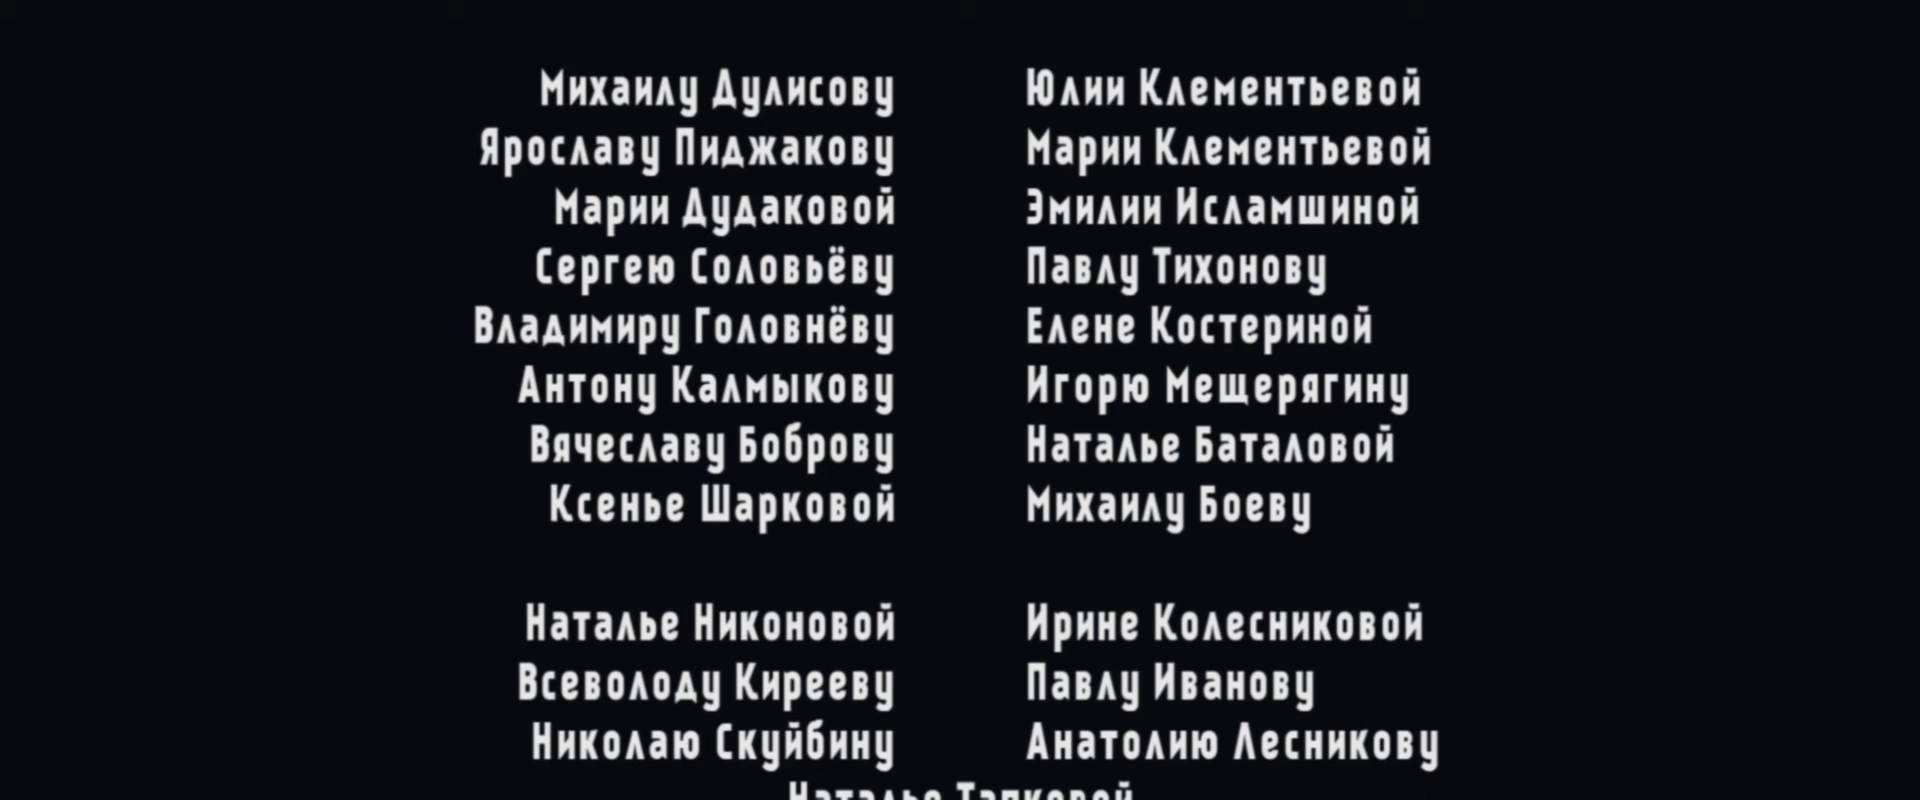 Михаилу Дулисову
Ярославу Пиджакову
Марии Дудаковой
Сергею Соловьёву
Владимиру Головнёву
Антону Калмыкову
Вячеславу Боброву
Ксенье Шарковой
Юлии Клементьевой
Марии Клементьевой
Эмилии Исламшиной
Павлу Тихонову
Елене Костериной
Игорю Мещерягину
Наталье Баталовой
Михаилу Боеву
Наталье Никоновой
Всеволоду Кирееву
Николаю Скуйбину
Ирине Колесниковой
Павлу Иванову
Анатолию Лесникову
Наталье